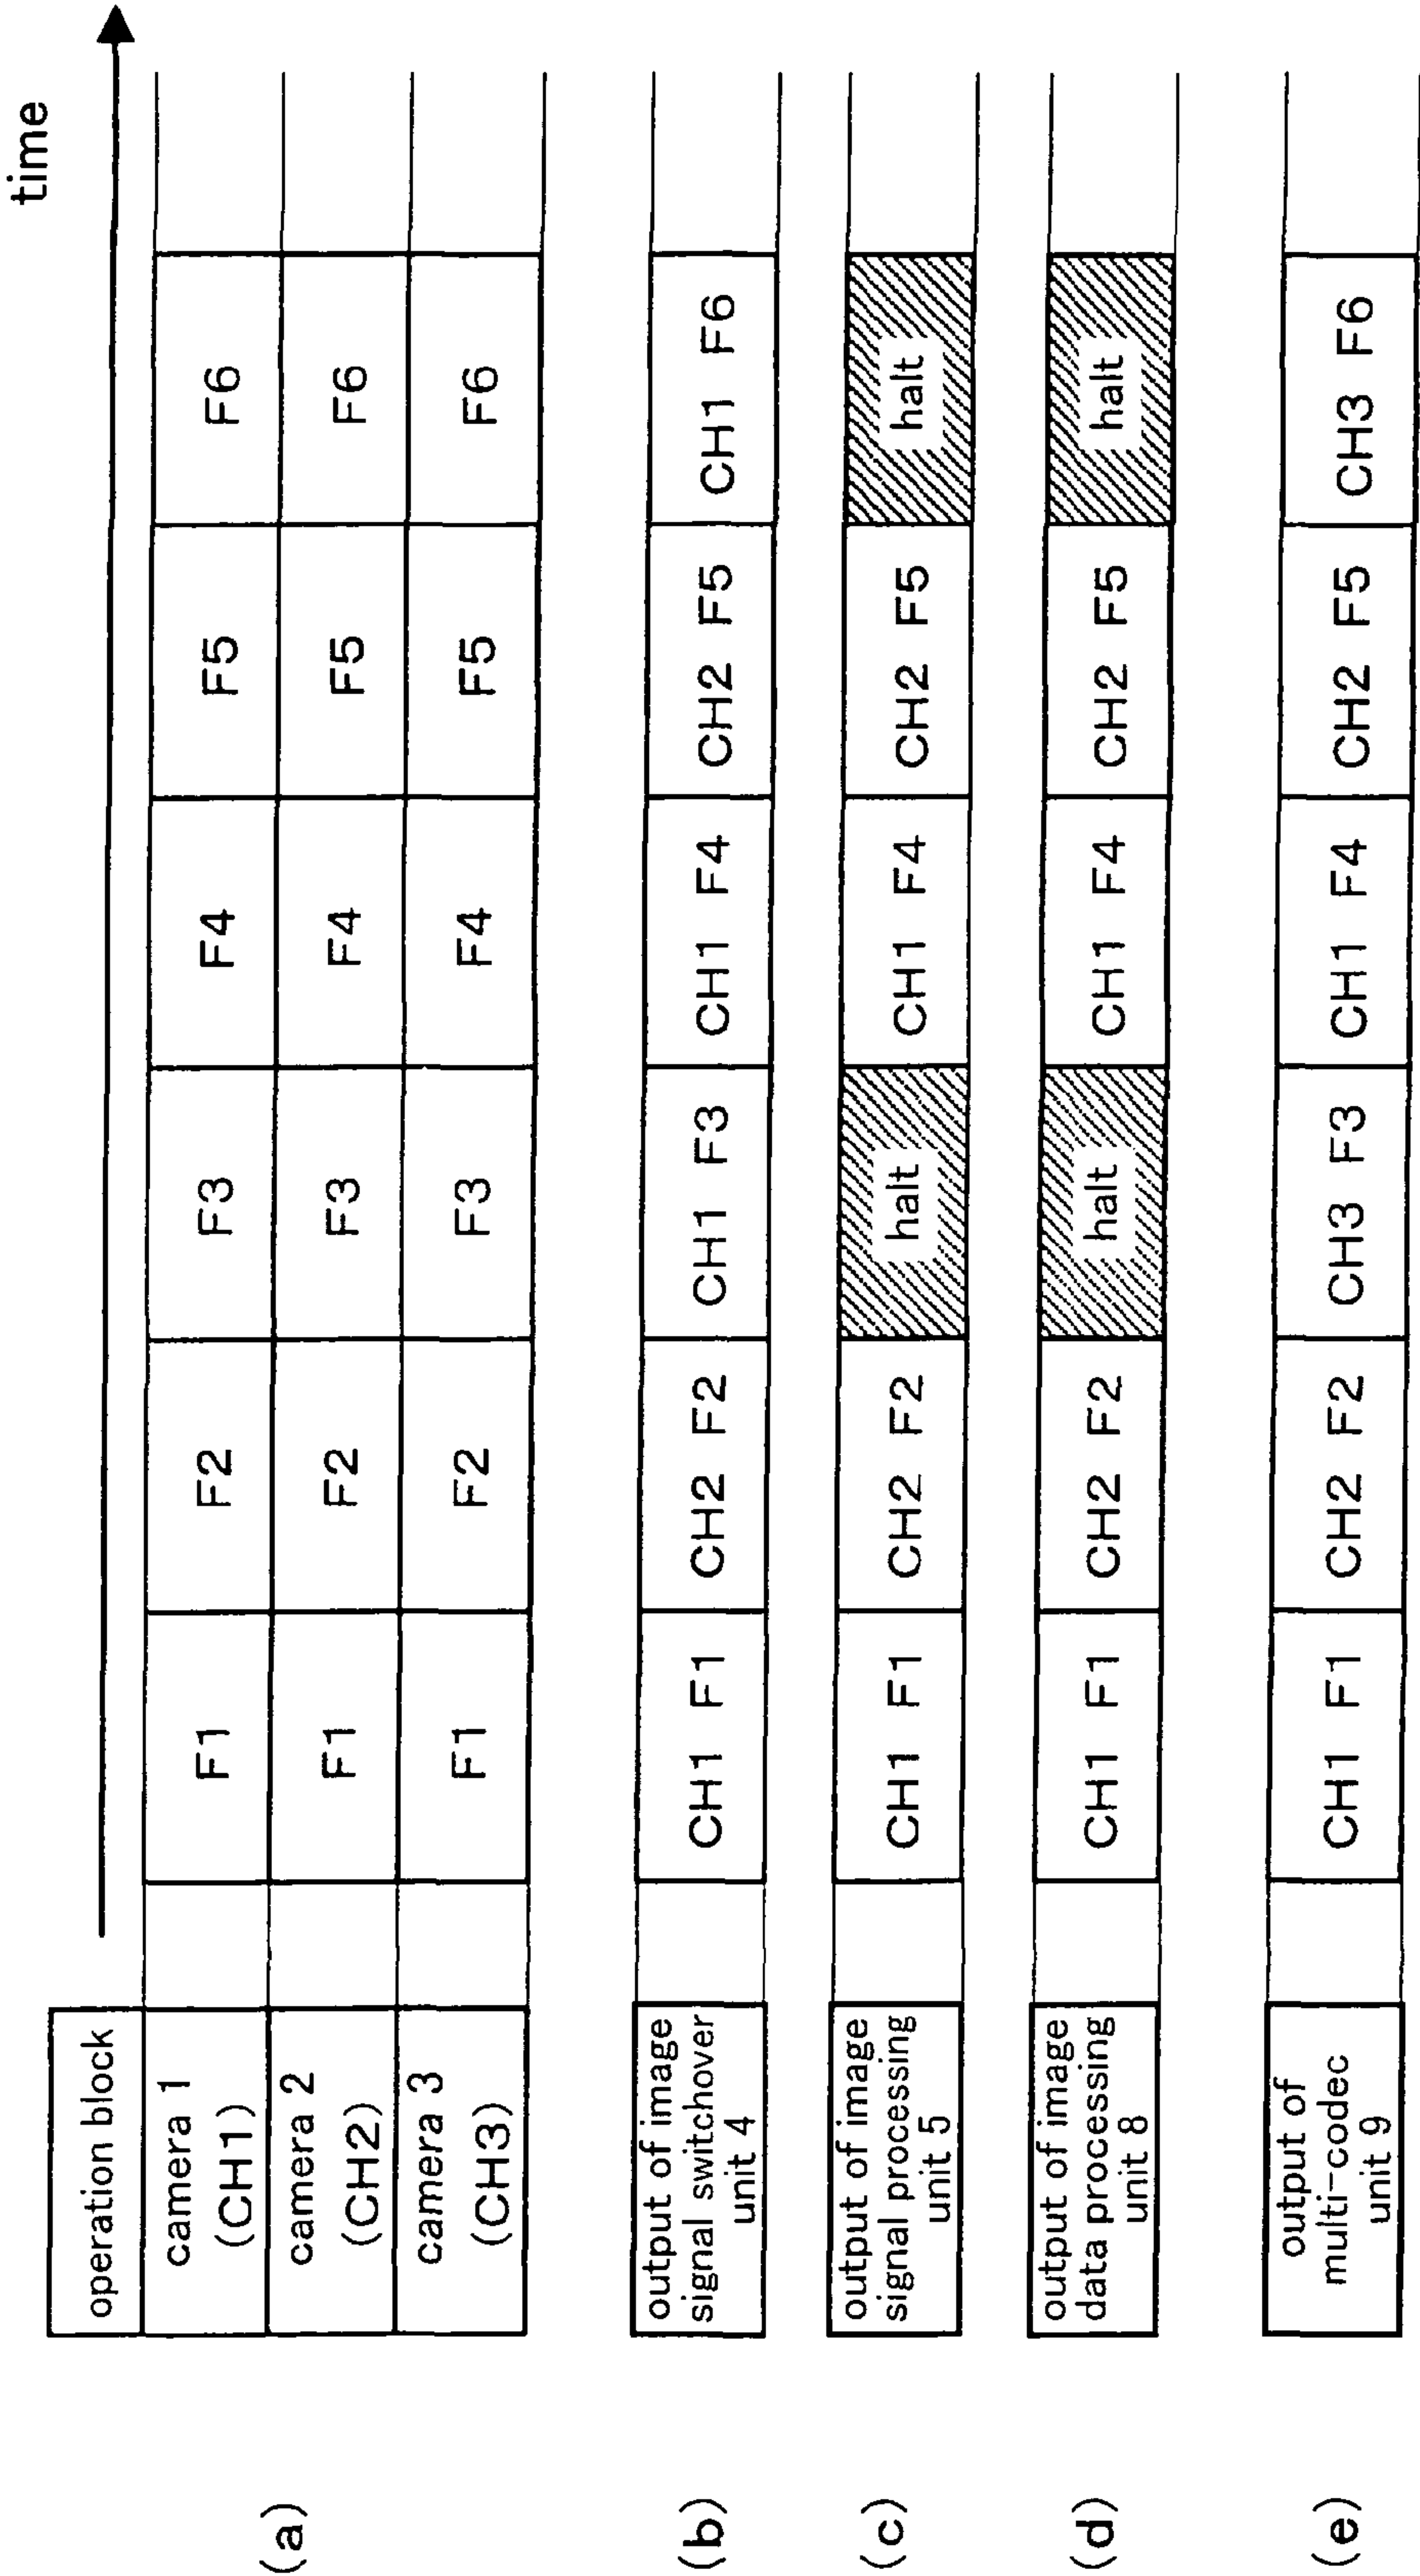 time
operation block
(a)
camera 1
(CH1)
F1 F2 F3 F4 F5 F6
camera 2
(CH2)
F1 F2 F3 F4 F5 F6
camera 3
(CH3)
F1 F2 F3 F4 F5 F6
(b)
output of image
signal switchover
unit 4
CH1 F1 CH2 F2 CH1 F3 CH1 F4 CH2 F5 CH1 F6
(c)
output of image
signal processing
unit 5
CH1 F1 CH2 F2 halt CH1 F4 CH2 F5 halt
(d)
output of image
data processing
unit 8
CH1 F1 CH2 F2 halt CH1 F4 CH2 F5 halt
(e)
output of
multi-codec
unit 9
CH1 F1 CH2 F2 CH3 F3 CH1 F4 CH2 F5 CH3 F6